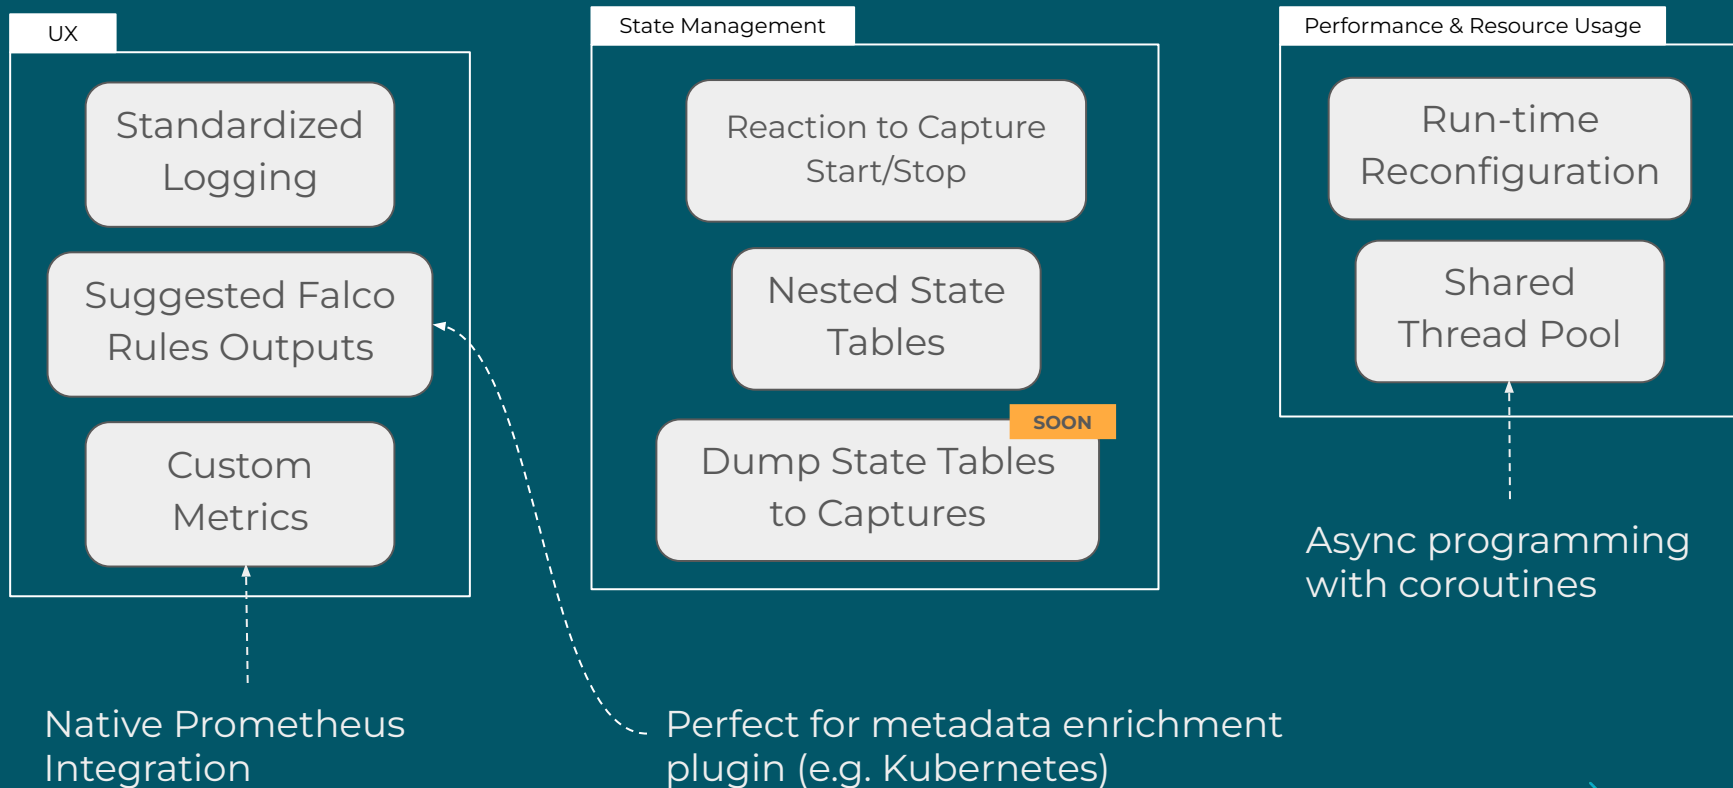 UX
Standardized
Logging
Suggested Falco
Rules Outputs
Custom
Metrics
Native Prometheus
Integration
State Management
Reaction to Capture
Start/Stop
Nested State
Tables
SOON
Dump State Tables
to Captures
Perfect for metadata enrichment
plugin (e.g. Kubernetes)
Performance & Resource Usage
Run-time
Reconfiguration
Shared
Thread Pool
Async programming
with coroutines